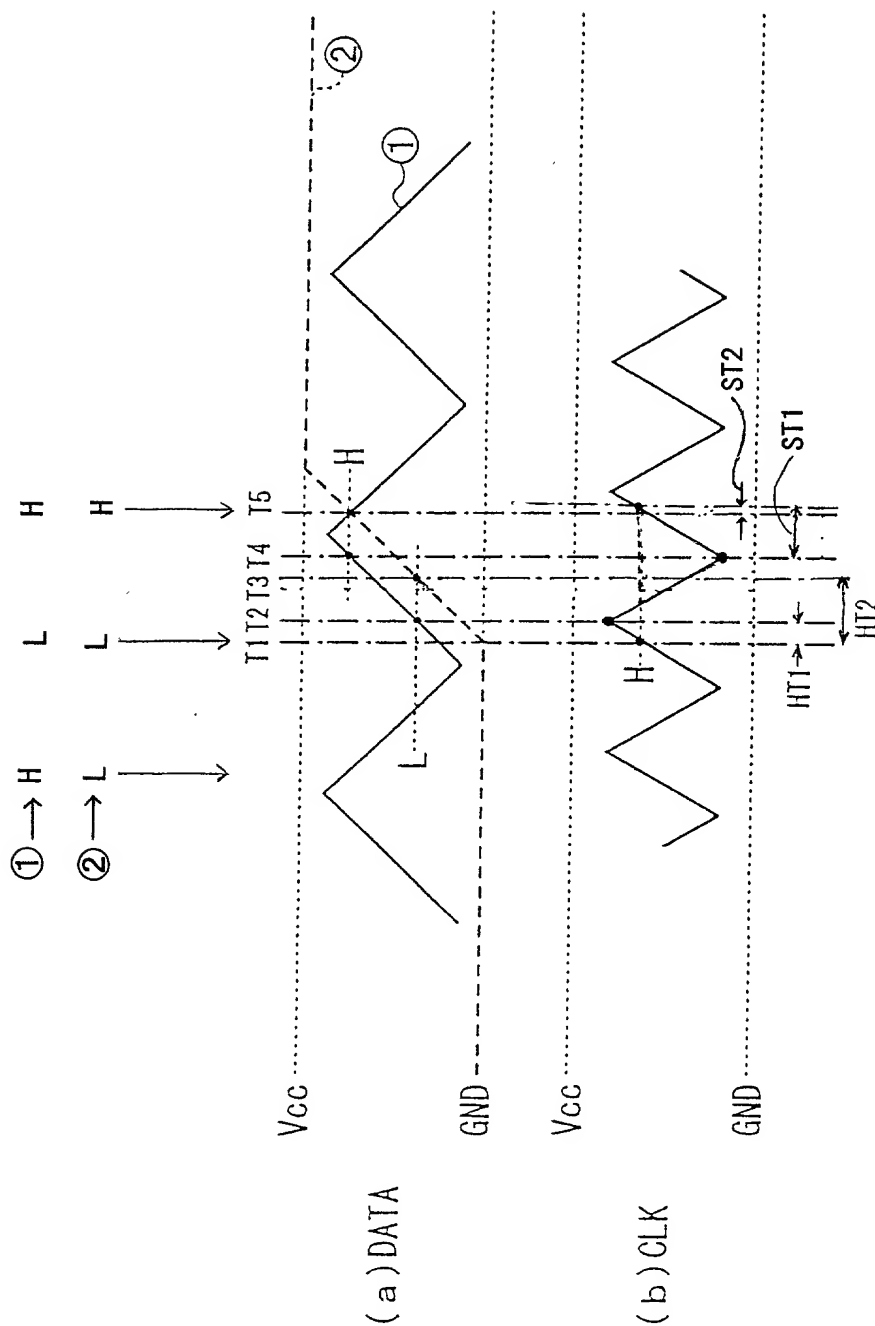 ① → H L H
② → L L H
T1 T2 T3 T4 T5
Vcc
②
①
H
L
GND
(a)DATA
Vcc
H
ST2
ST1
GND
HT1
HT2
(b)CLK